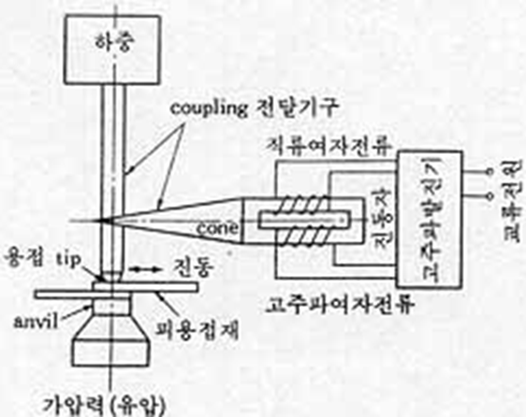 하중
coupling 전달기구
직류여자전류
cone
진동자
고주파발진기
교류전원
용접 tip
진동
고주파여자전류
anvil
피용접재
가압력 (유압)